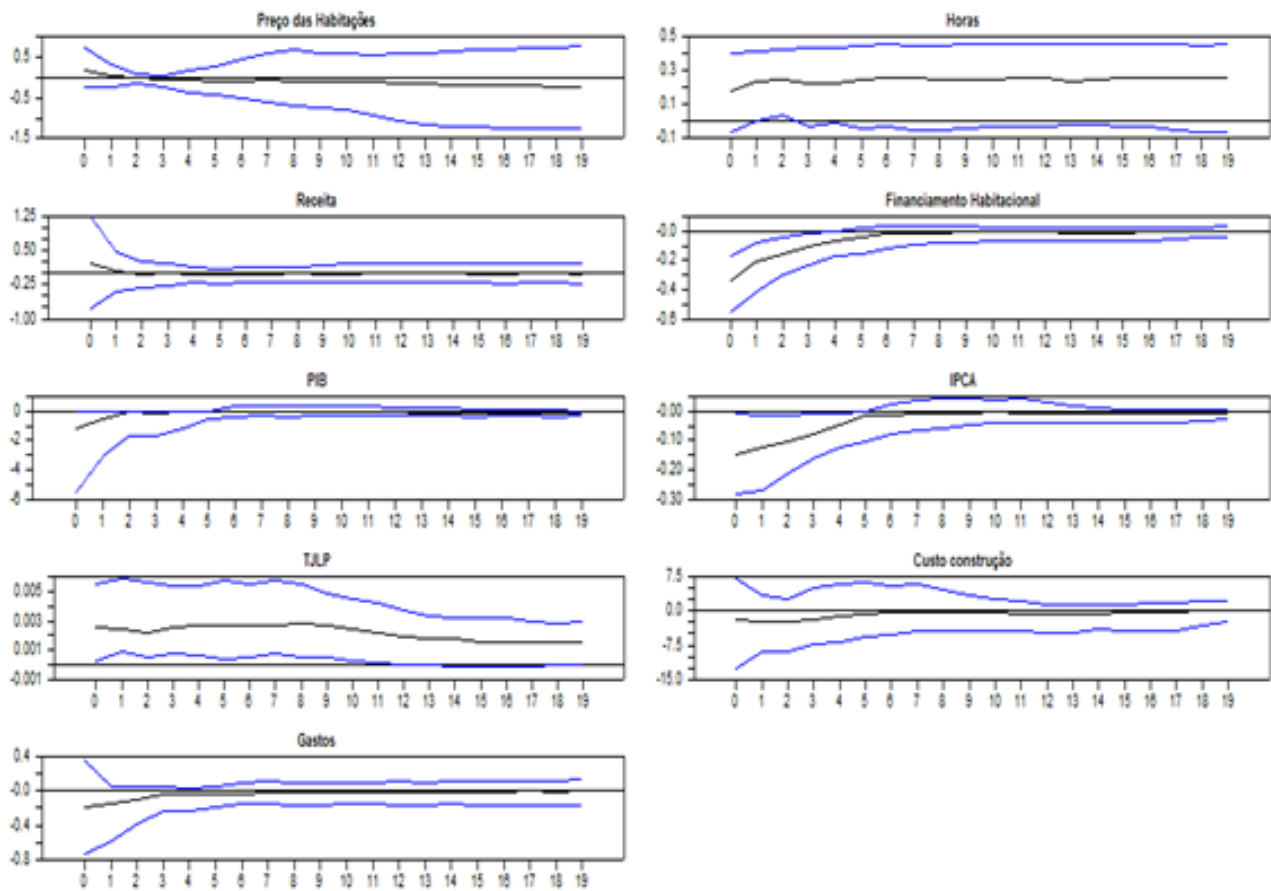 Preço das Habitações
0.5
-0.5
-1.5
0 1 2 3 4 5 6 7 8 9 10 11 12 13 14 15 16 17 18 19
Horas
0.5
0.3
0.1
-0.1
0 1 2 3 4 5 6 7 8 9 10 11 12 13 14 15 16 17 18 19
Receita
1.25
0.50
-0.25
-1.00
0 1 2 3 4 5 6 7 8 9 10 11 12 13 14 15 16 17 18 19
Financiamento Habitacional
-0.0
-0.2
-0.4
-0.6
0 1 2 3 4 5 6 7 8 9 10 11 12 13 14 15 16 17 18 19
PIB
0
-2
-4
-6
0 1 2 3 4 5 6 7 8 9 10 11 12 13 14 15 16 17 18 19
IPCA
-0.00
-0.10
-0.20
-0.30
0 1 2 3 4 5 6 7 8 9 10 11 12 13 14 15 16 17 18 19
TJLP
0.005
0.003
0.001
-0.001
0 1 2 3 4 5 6 7 8 9 10 11 12 13 14 15 16 17 18 19
Custo construção
7.5
0.0
-7.5
-15.0
0 1 2 3 4 5 6 7 8 9 10 11 12 13 14 15 16 17 18 19
Gastos
0.4
-0.0
-0.4
-0.8
0 1 2 3 4 5 6 7 8 9 10 11 12 13 14 15 16 17 18 19